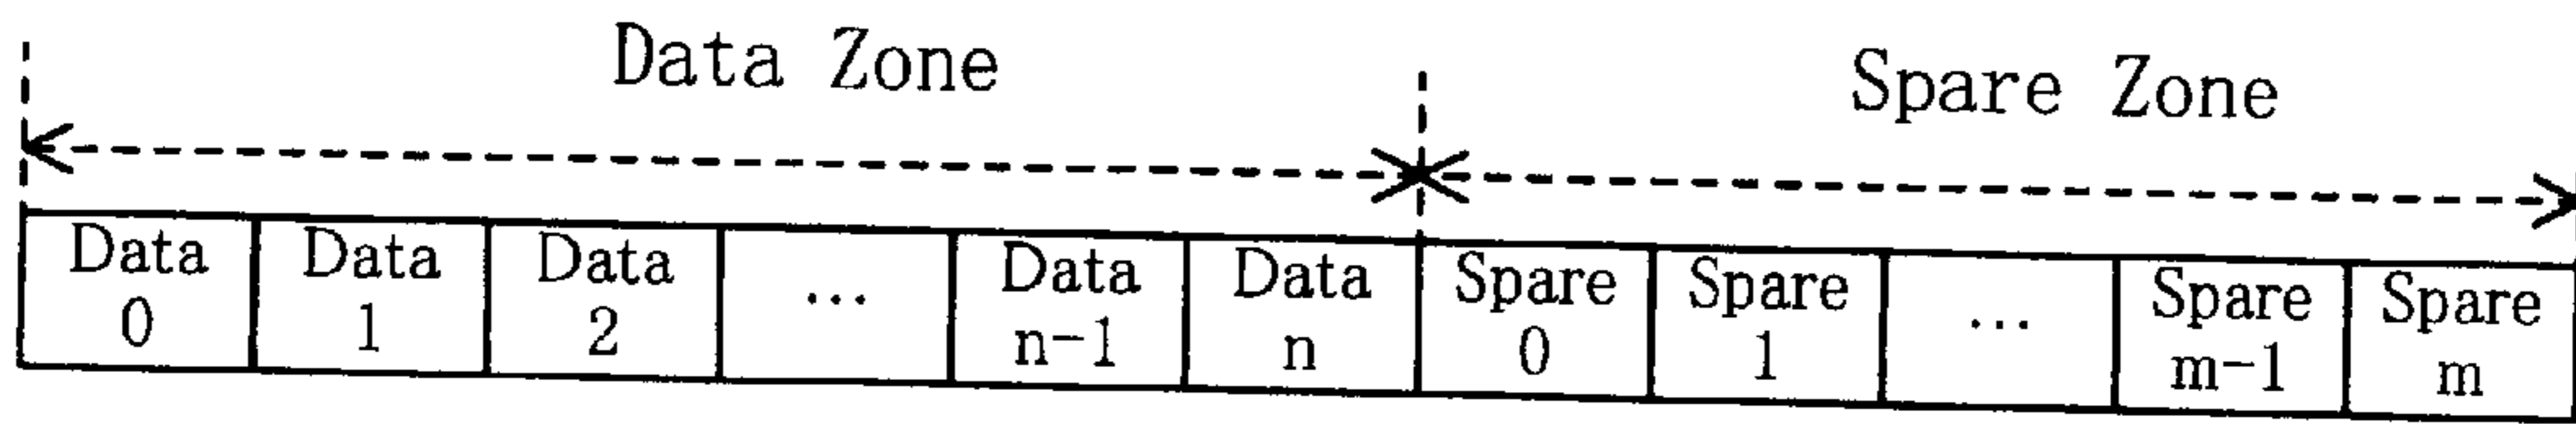 Data Zone
Spare Zone
Data 0
Data 1
Data 2
...
Data n-1
Data n
Spare 0
Spare 1
...
Spare m-1
Spare m